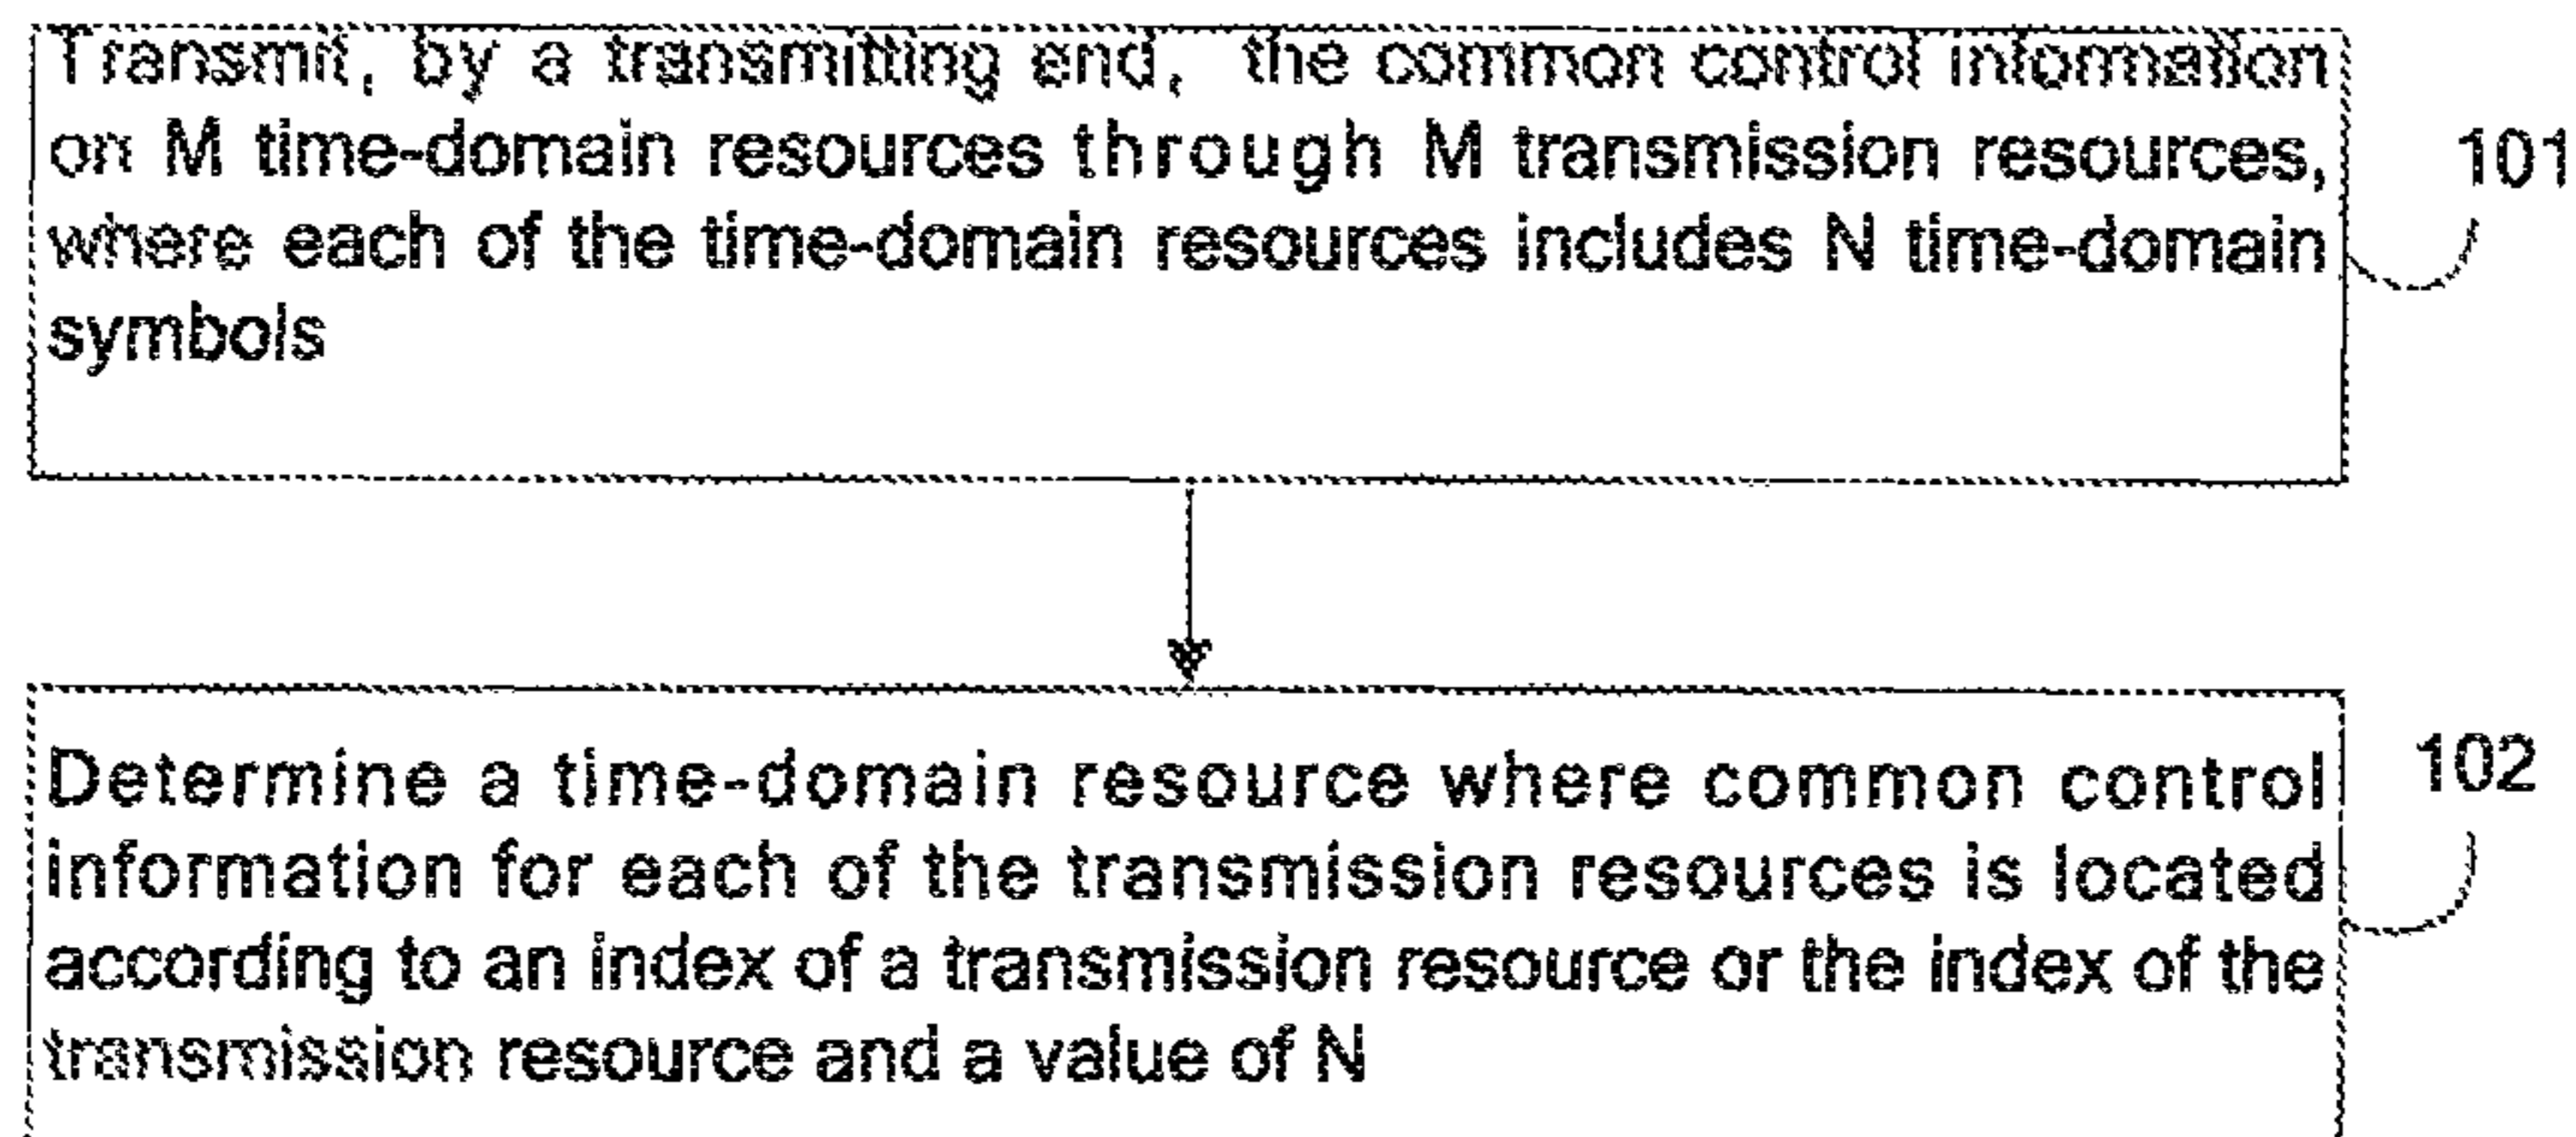 Transmit, by a transmitting end, the common control information
on M time-domain resources through M transmission resources,
where each of the time-domain resources includes N time-domain
symbols
101
Determine a time-domain resource where common control
information for each of the transmission resources is located
according to an index of a transmission resource or the index of the
transmission resource and a value of N
102